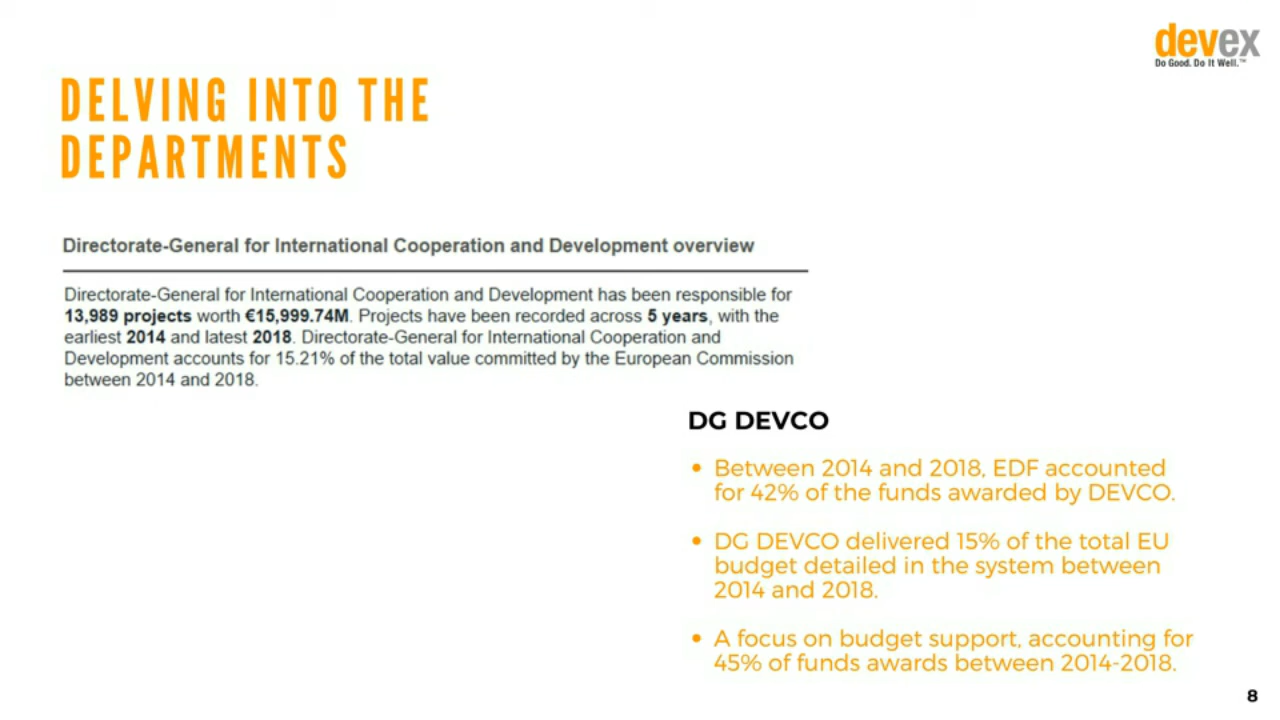 devex
Do Good. Do It Well.™
DELVING INTO THE
DEPARTMENTS
Directorate-General for International Cooperation and Development overview
Directorate-General for International Cooperation and Development has been responsible for
13,989 projects worth €15,999.74M. Projects have been recorded across 5 years, with the
earliest 2014 and latest 2018. Directorate-General for International Cooperation and
Development accounts for 15.21% of the total value committed by the European Commission
between 2014 and 2018.
DG DEVCO
• Between 2014 and 2018, EDF accounted
for 42% of the funds awarded by DEVCO.
• DG DEVCO delivered 15% of the total EU
budget detailed in the system between
2014 and 2018.
• A focus on budget support, accounting for
45% of funds awards between 2014-2018.
8